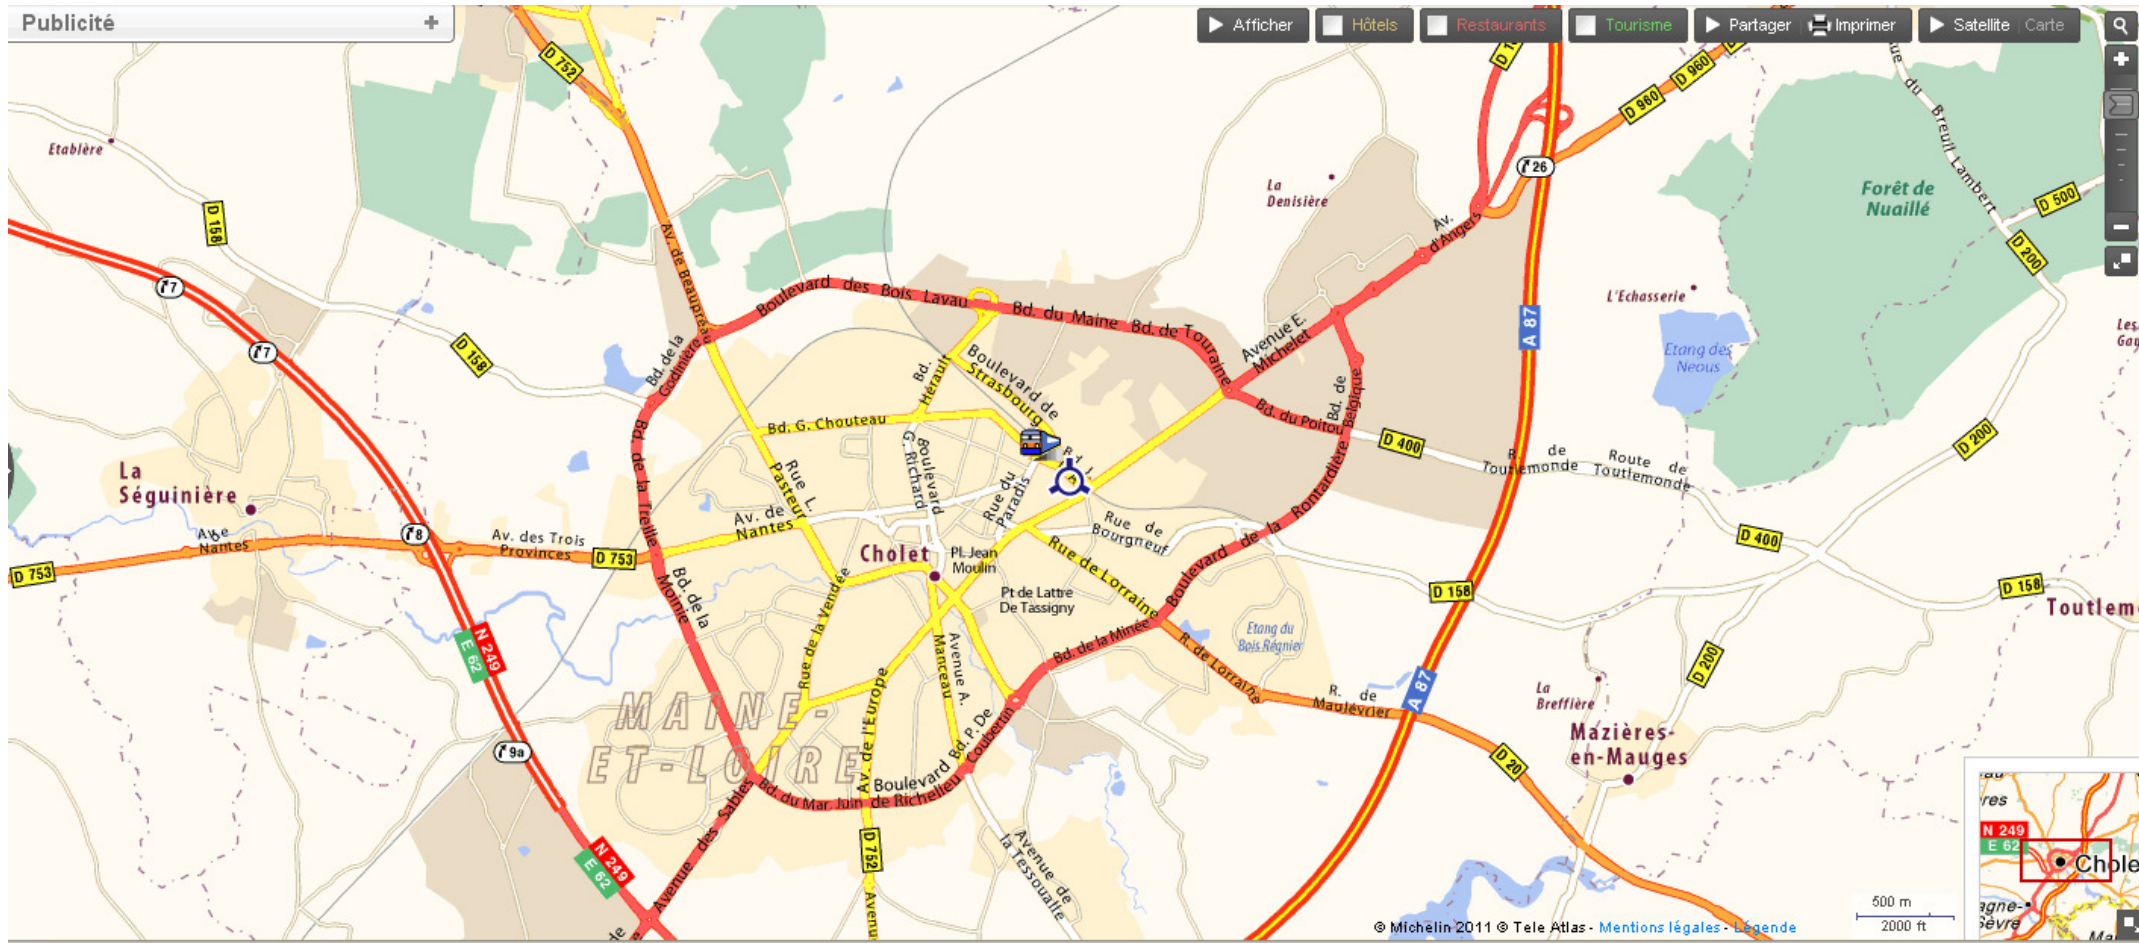 Publicité +
Afficher
Hôtels
Restaurants
Tourisme
Partager
Imprimer
Satellite | Carte
D 752
D 960
D 960
26
Rue du Breuil Lambert
Forêt de
Nuaillé
D 500
D 200
Etablère
La
Denisière
Av.
d'Angers
D 158
Av. de Beaupréau
7
7
L'Echasserie
Boulevard des Bois Lavau
Bd. du Maine
Bd. de Touraine
Avenue E.
Michelet
A 87
Etang des
Neous
D 158
Bd. de la
Godinière
Bd.
Hérault
Boulevard de
Strasbourg
Bd. du Poitou
Bd. de
Belgique
D 400
R. de
Toutlemonde
Route de
Toutlemonde
D 200
Bd. G. Chouteau
Boulevard
G. Richard
Bd. de la Treille
Rue L.
Pasteur
Rue du
Paradis
La
Séguinière
8
Nantes
Av. des Trois
Provinces
D 753
D 753
Av. de
Nantes
Rue de
Bourgneuf
Boulevard de la Rontardière
D 400
Cholet
Pl. Jean
Moulin
Rue de Lorraine
Pt de Lattre
De Tassigny
D 158
D 158
Toutlem
Bd. de la
Moinie
Rue de la Vendée
Avenue A.
Manceau
Bd. de la Minée
Etang du
Bois Régnier
R. de Lorraine
N 249
E 62
D 200
R. de
Maulévrier
A 87
La
Breffière
MAINE-
ET-LOIRE
Av. de l'Europe
Bd. P. De
Coubertin
Mazières-
en-Mauges
9a
D 20
Bd. du Mar Juin
Boulevard
de Richelieu
Avenue des Sables
D 752
Avenue de
la Tessoualle
N 249
E 62
Avenu
res
N 249
E 62
Chole
agne-
Sèvre
500 m
2000 ft
© Michelin 2011 © Tele Atlas - Mentions légales - Légende